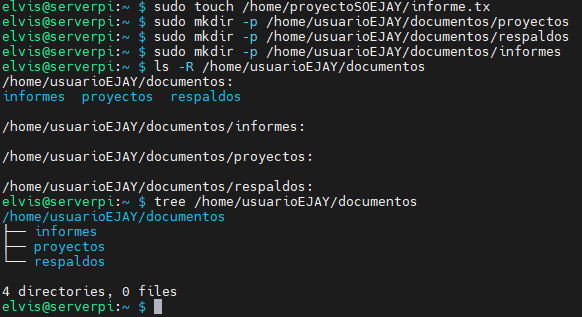 elvis@serverpi:~ $ sudo touch /home/proyectoSOEJAY/informe.tx
elvis@serverpi:~ $ sudo mkdir -p /home/usuarioEJAY/documentos/proyectos
elvis@serverpi:~ $ sudo mkdir -p /home/usuarioEJAY/documentos/respaldos
elvis@serverpi:~ $ sudo mkdir -p /home/usuarioEJAY/documentos/informes
elvis@serverpi:~ $ ls -R /home/usuarioEJAY/documentos
/home/usuarioEJAY/documentos:
informes  proyectos  respaldos

/home/usuarioEJAY/documentos/informes:

/home/usuarioEJAY/documentos/proyectos:

/home/usuarioEJAY/documentos/respaldos:
elvis@serverpi:~ $ tree /home/usuarioEJAY/documentos
/home/usuarioEJAY/documentos
├── informes
├── proyectos
└── respaldos

4 directories, 0 files
elvis@serverpi:~ $